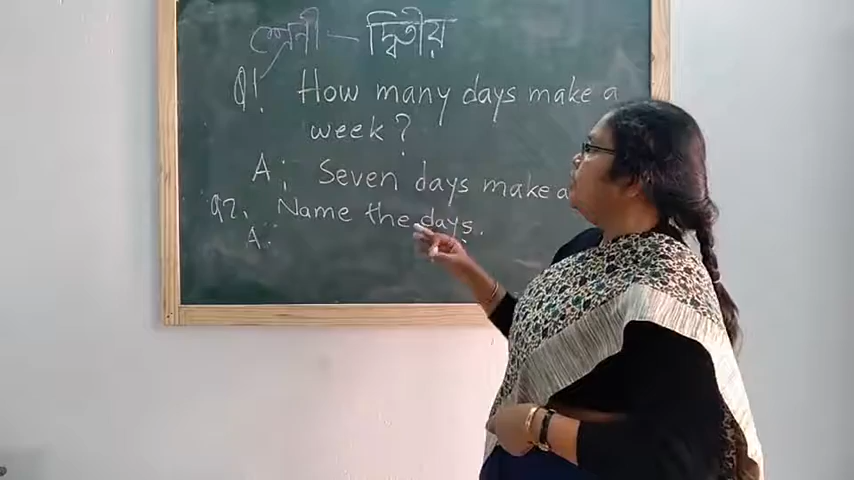 শ্রেণী — দ্বিতীয়
Q1. How many days make a
week?
A: Seven days make a
Q2. Name the days.
A: